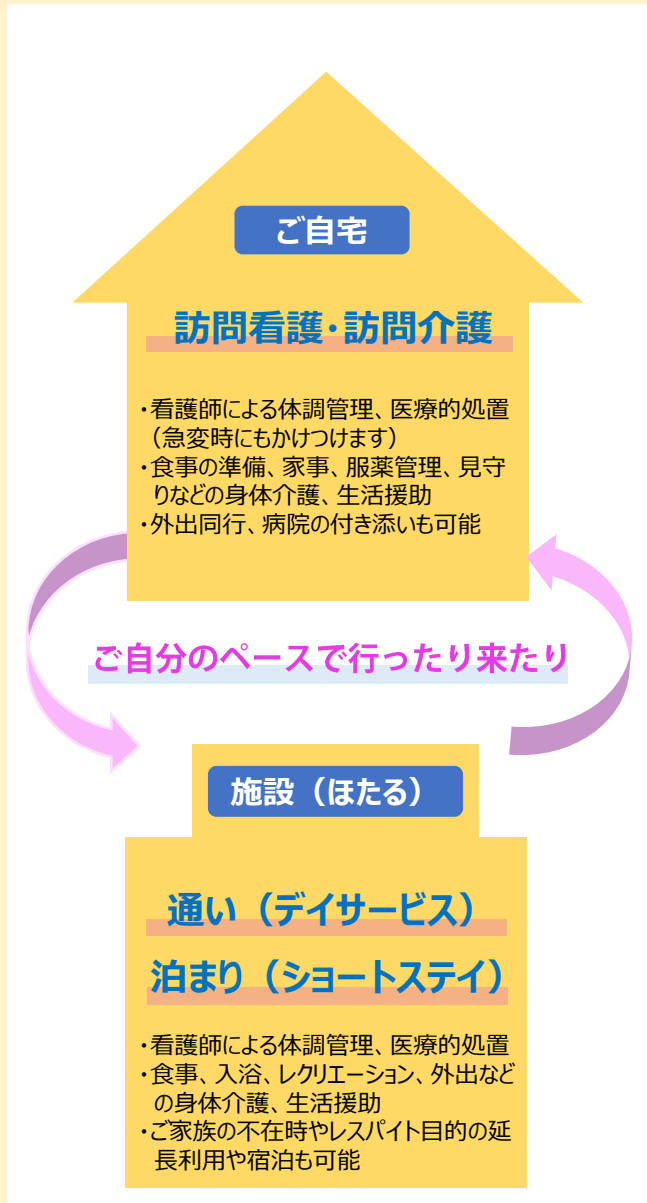 ご自宅
訪問看護・訪問介護
・看護師による体調管理、医療的処置
（急変時にもかけつけます）
・食事の準備、家事、服薬管理、見守
りなどの身体介護、生活援助
・外出同行、病院の付き添いも可能
ご自分のペースで行ったり来たり
施設（ほたる）
通い（デイサービス）
泊まり（ショートステイ）
・看護師による体調管理、医療的処置
・食事、入浴、レクリエーション、外出など
の身体介護、生活援助
・ご家族の不在時やレスパイト目的の延
長利用や宿泊も可能